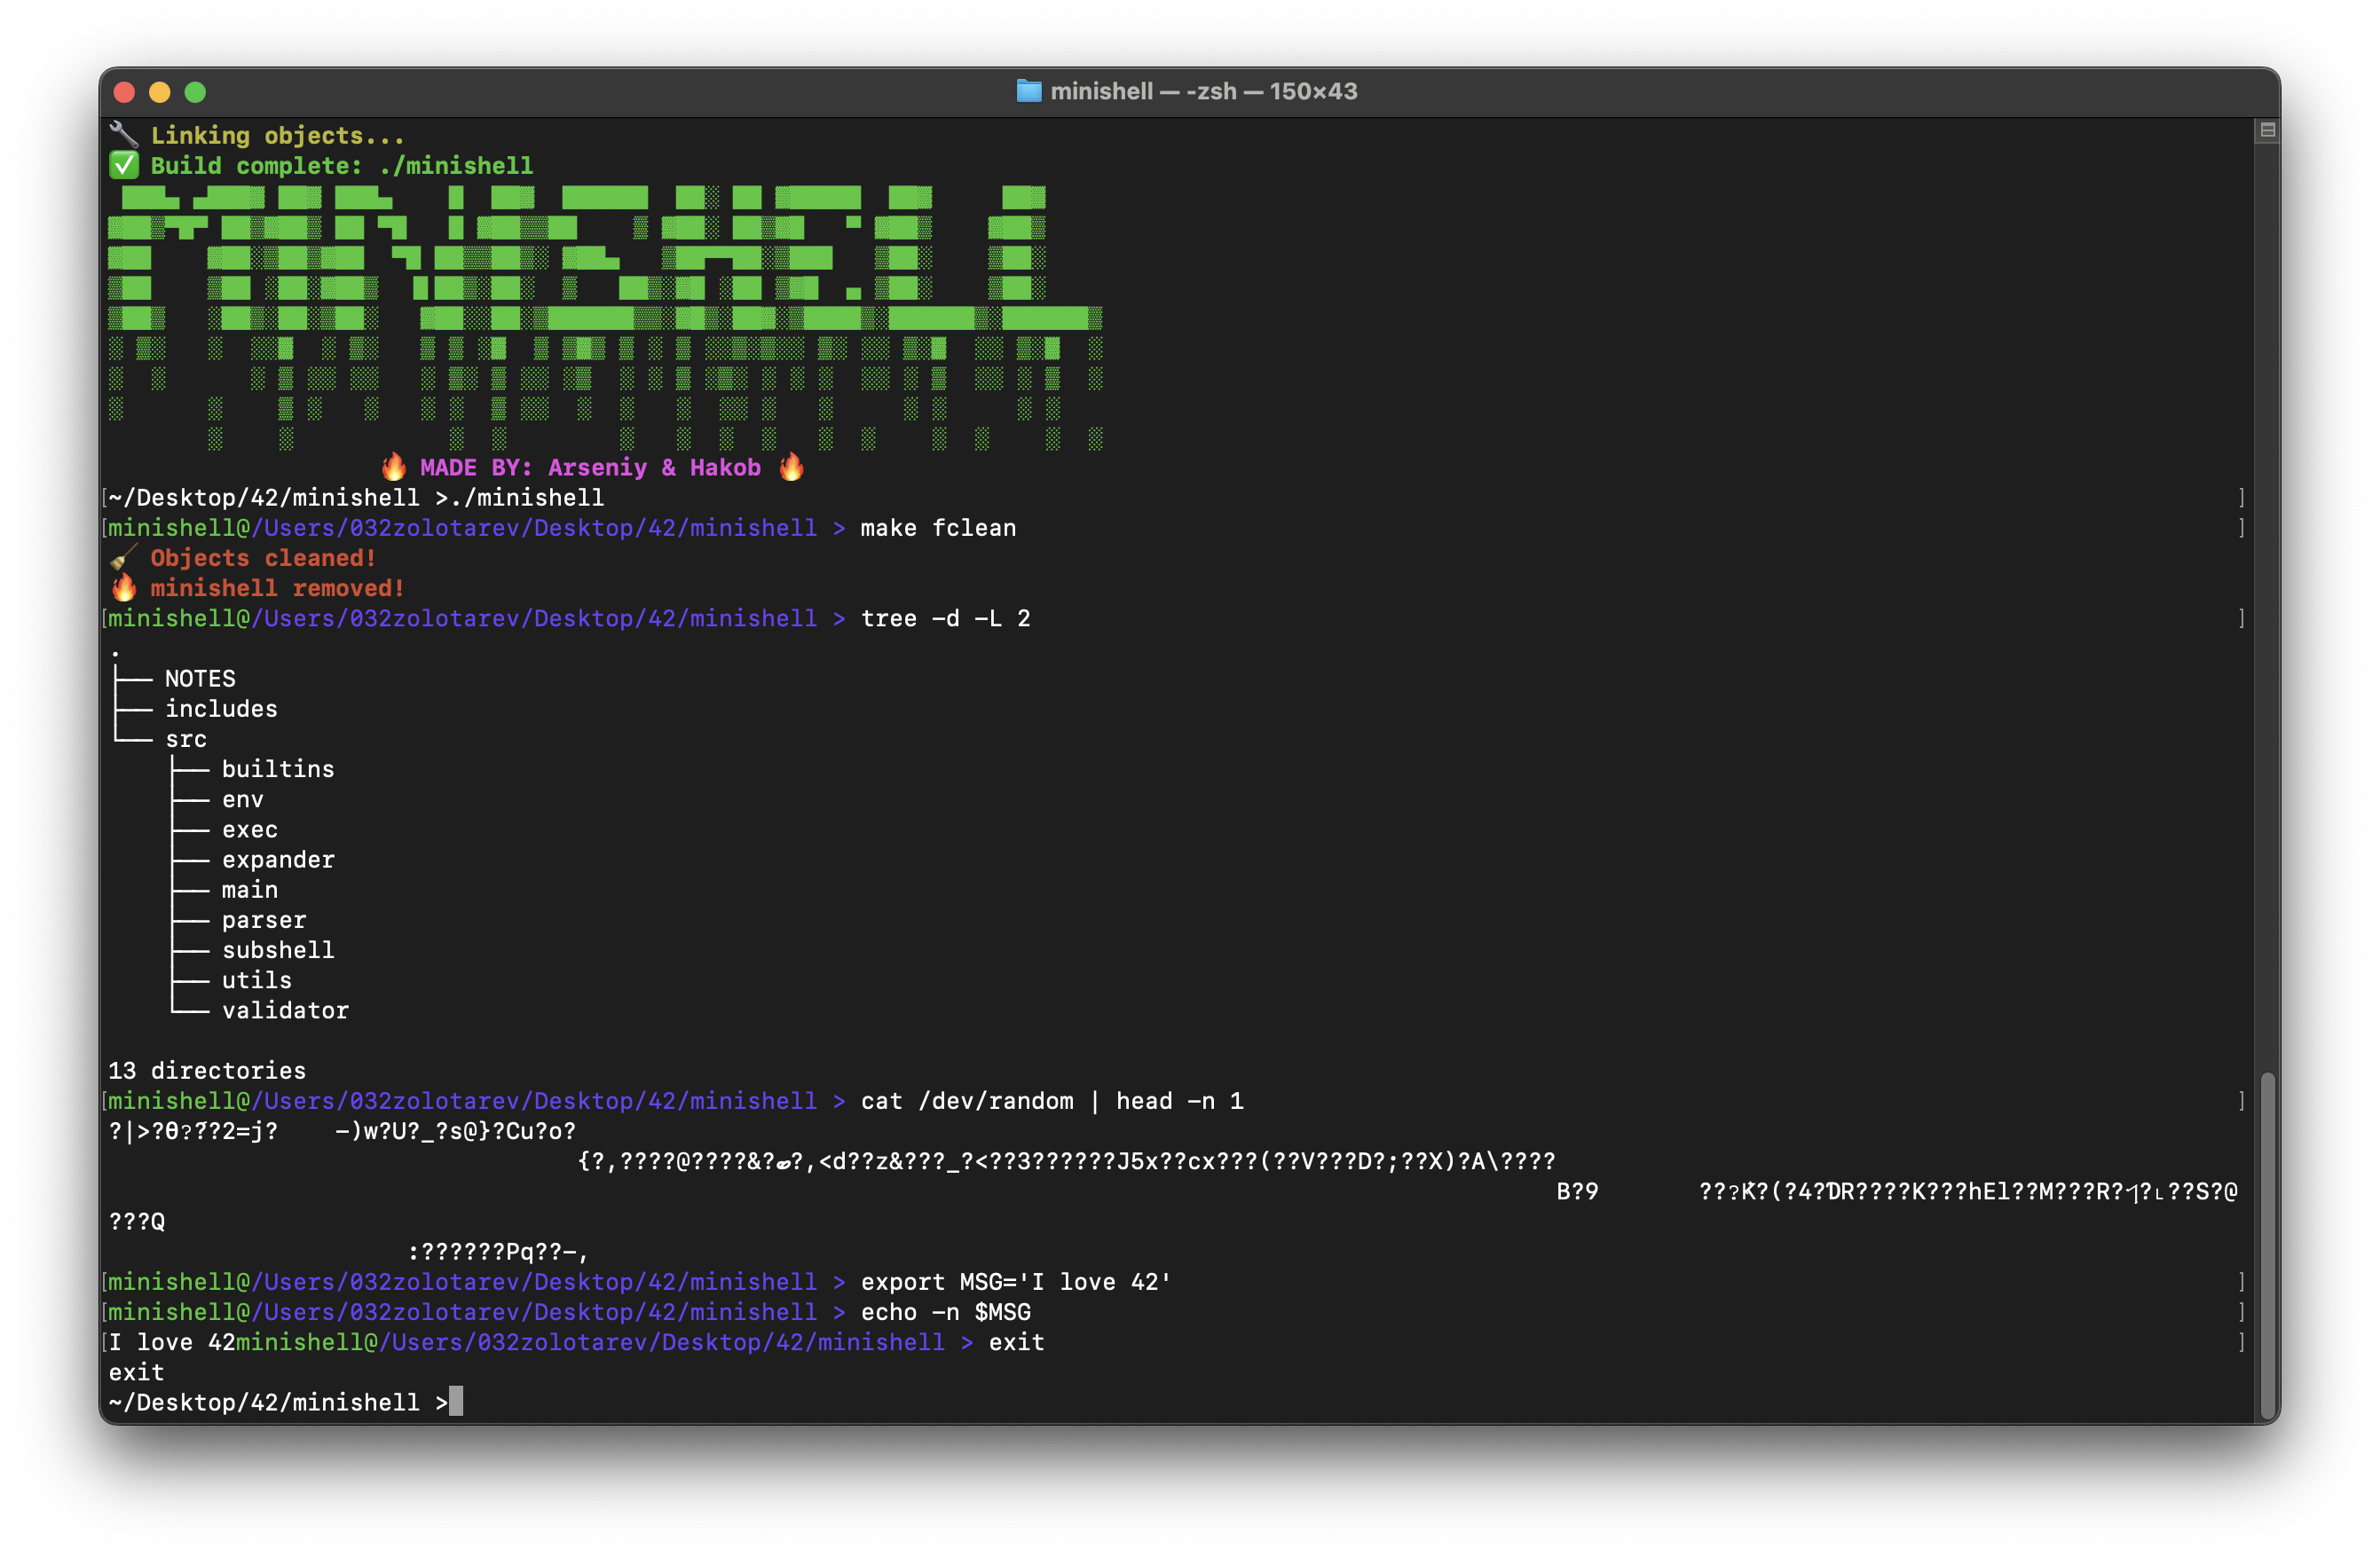 minishell — -zsh — 150×43
🔧 Linking objects...
✅ Build complete: ./minishell
MINISHELL
🔥 MADE BY: Arseniy & Hakob 🔥
~/Desktop/42/minishell >./minishell
minishell@/Users/032zolotarev/Desktop/42/minishell > make fclean
🧹 Objects cleaned!
🔥 minishell removed!
minishell@/Users/032zolotarev/Desktop/42/minishell > tree -d -L 2
.
├── NOTES
├── includes
└── src
    ├── builtins
    ├── env
    ├── exec
    ├── expander
    ├── main
    ├── parser
    ├── subshell
    ├── utils
    └── validator
13 directories
minishell@/Users/032zolotarev/Desktop/42/minishell > cat /dev/random | head -n 1
-)w?U?_?s@}?Cu?o?
?,<d??z&???_?<??3??????J5x??cx???(??V???D?;??X)?A\????
B?9
???Q
:??????Pq??-,
minishell@/Users/032zolotarev/Desktop/42/minishell > export MSG='I love 42'
minishell@/Users/032zolotarev/Desktop/42/minishell > echo -n $MSG
I love 42minishell@/Users/032zolotarev/Desktop/42/minishell > exit
exit
~/Desktop/42/minishell >